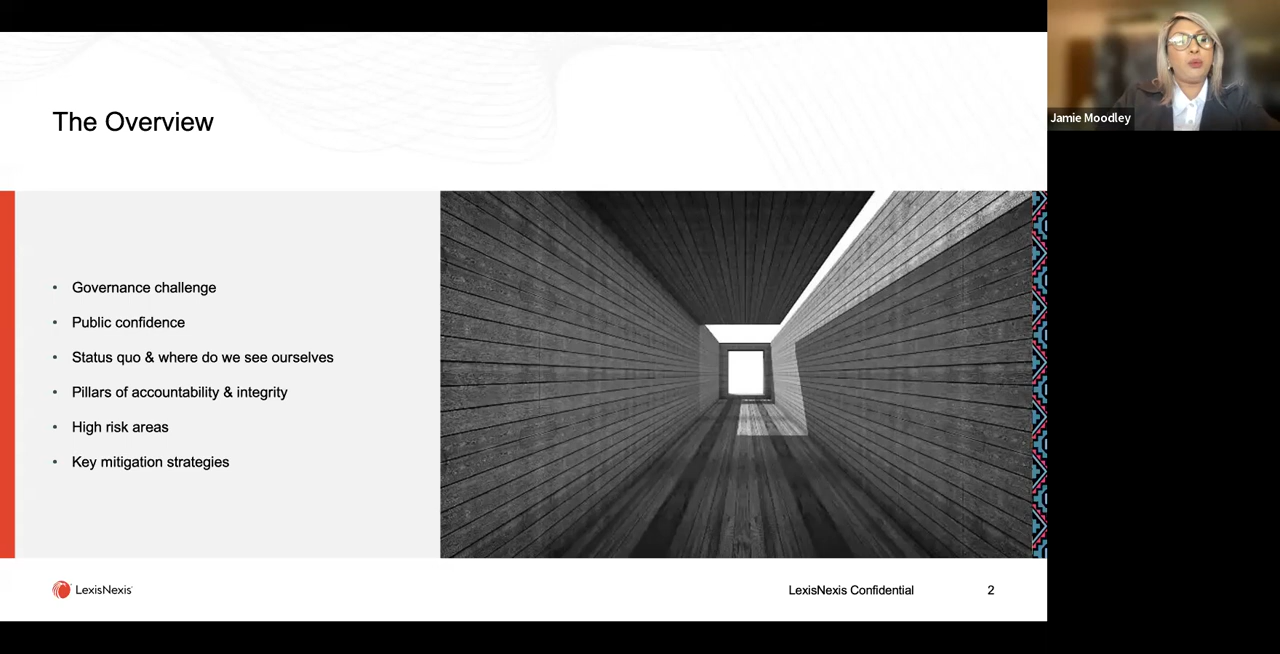 The Overview
• Governance challenge
• Public confidence
• Status quo & where do we see ourselves
• Pillars of accountability & integrity
• High risk areas
• Key mitigation strategies
LexisNexis
LexisNexis Confidential
2
Jamie Moodley